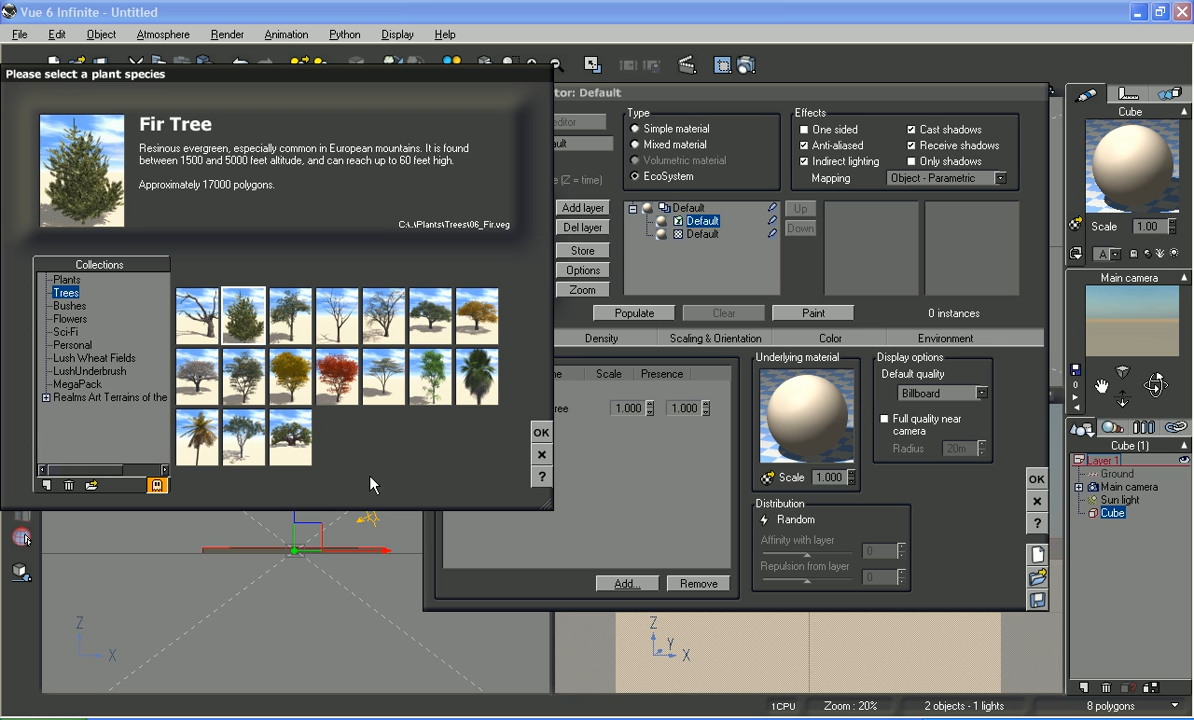 Vue 6 Infinite - Untitled
File Edit Object Atmosphere Render Animation Python Display Help
Please select a plant species
Fir Tree
Resinous evergreen, especially common in European mountains. It is found
between 1500 and 5000 feet altitude, and can reach up to 60 feet high.
Approximately 17000 polygons.
C:\..\Plants\Trees\06_Fir.veg
Collections
Plants
Trees
Bushes
Flowers
Sci-Fi
Personal
Lush Wheat Fields
LushUnderbrush
MegaPack
Realms Art Terrains of the
OK
?
tor: Default
editor
ault
e (Z = time)
Type
Simple material
Mixed material
Volumetric material
EcoSystem
Effects
One sided
Cast shadows
Anti-aliased
Receive shadows
Indirect lighting
Only shadows
Mapping Object - Parametric
Add layer
Del layer
Store
Options
Zoom
Default
Default
Default
Up
Down
Populate Clear Paint 0 instances
Density Scaling & Orientation Color Environment
me Scale Presence
ree 1.000 1.000
Underlying material
Scale 1.000
Display options
Default quality
Billboard
Full quality near
camera
Radius 20m
Distribution
Random
Affinity with layer
0
Repulsion from layer
0
Add... Remove
OK
?
Cube
Scale 1.00
A
Main camera
0
Cube (1)
Layer 1
Ground
Main camera
Sun light
Cube
Z
X
Z
Y
X
1CPU Zoom : 20% 2 objects - 1 lights 8 polygons